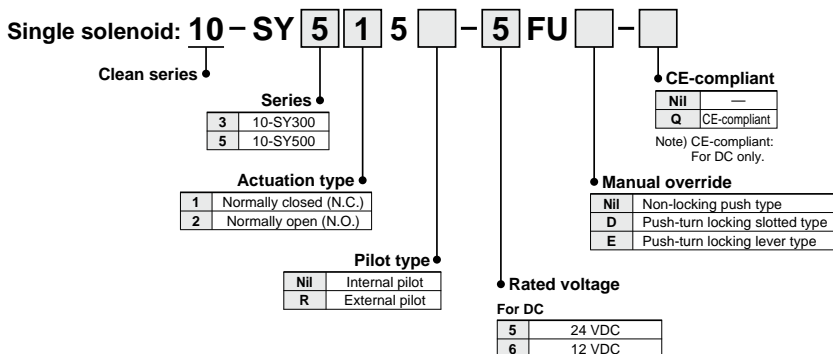 Single solenoid: 10 – SY 5 1 5 – 5 FU –
Clean series
CE-compliant
Nil —
Q CE-compliant
Note) CE-compliant:
For DC only.
Series
3 10-SY300
5 10-SY500
Actuation type
1 Normally closed (N.C.)
2 Normally open (N.O.)
Manual override
Nil Non-locking push type
D Push-turn locking slotted type
E Push-turn locking lever type
Pilot type
Nil Internal pilot
R External pilot
Rated voltage
For DC
5 24 VDC
6 12 VDC